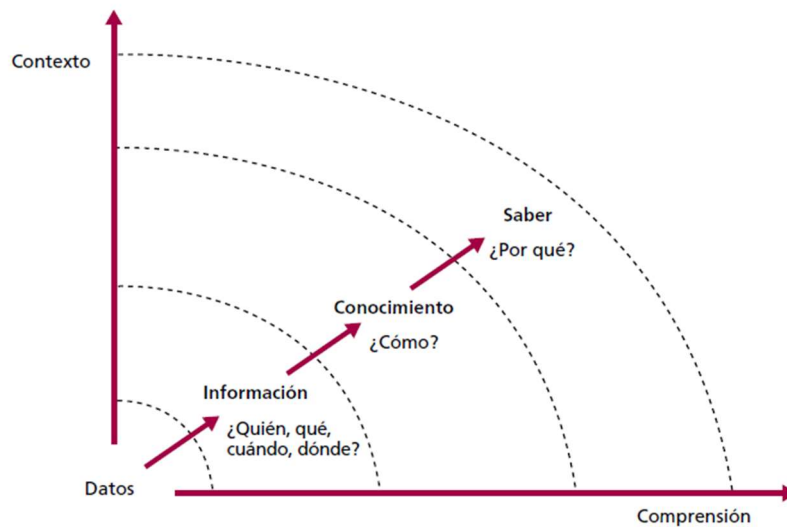 Contexto
Saber
¿Por qué?
Conocimiento
¿Cómo?
Información
¿Quién, qué,
cuándo, dónde?
Datos
Comprensión